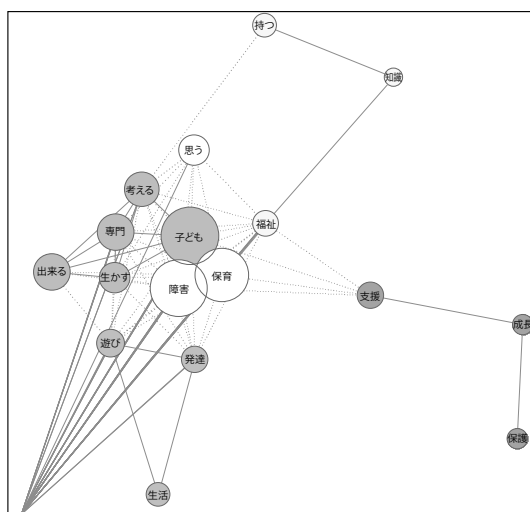 持つ
知識
思う
考える
福祉
専門
子ども
出来る
生かす
保育
障害
支援
成長
遊び
発達
保護
生活